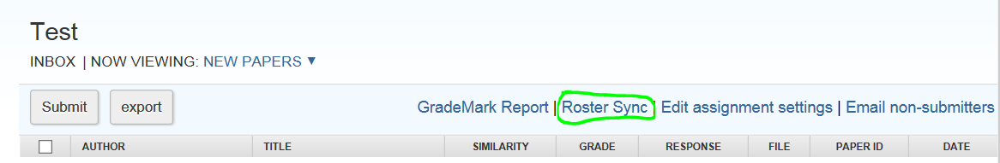 Test
INBOX | NOW VIEWING: NEW PAPERS ▼
Submit export GradeMark Report | Roster Sync | Edit assignment settings | Email non-submitters
AUTHOR TITLE SIMILARITY GRADE RESPONSE FILE PAPER ID DATE